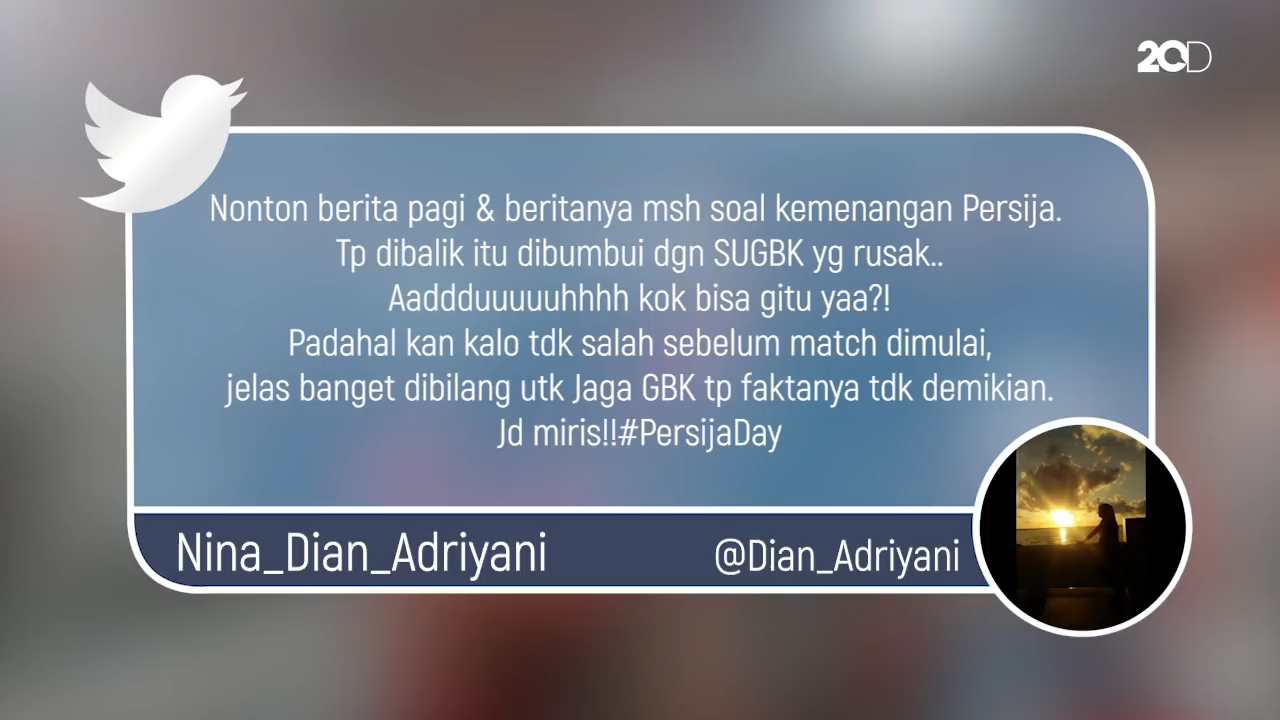 20D
Nonton berita pagi & beritanya msh soal kemenangan Persija.
Tp dibalik itu dibumbui dgn SUGBK yg rusak..
Aaddduuuuuhhhh kok bisa gitu yaa?!
Padahal kan kalo tdk salah sebelum match dimulai,
jelas banget dibilang utk Jaga GBK tp faktanya tdk demikian.
Jd miris!!#PersijaDay
Nina_Dian_Adriyani
@Dian_Adriyani